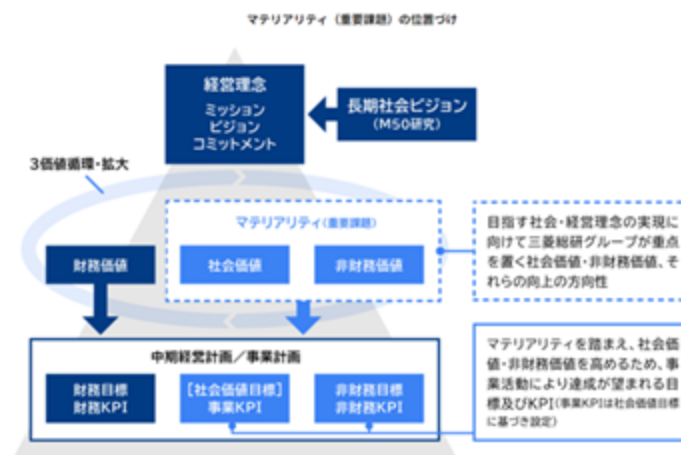 マテリアリティ（重要課題）の位置づけ
経営理念
ミッション
ビジョン
コミットメント
長期社会ビジョン
（M50研究）
3価値循環・拡大
マテリアリティ（重要課題）
財務価値
社会価値
非財務価値
目指す社会・経営理念の実現に
向けて三菱総研グループが重点
を置く社会価値・非財務価値、そ
れらの向上の方向性
中期経営計画／事業計画
財務目標
財務KPI
［社会価値目標］
事業KPI
非財務目標
非財務KPI
マテリアリティを踏まえ、社会価
値・非財務価値を高めるため、事
業活動により達成が望まれる目
標及びKPI（事業KPIは社会価値目標
に基づき設定）